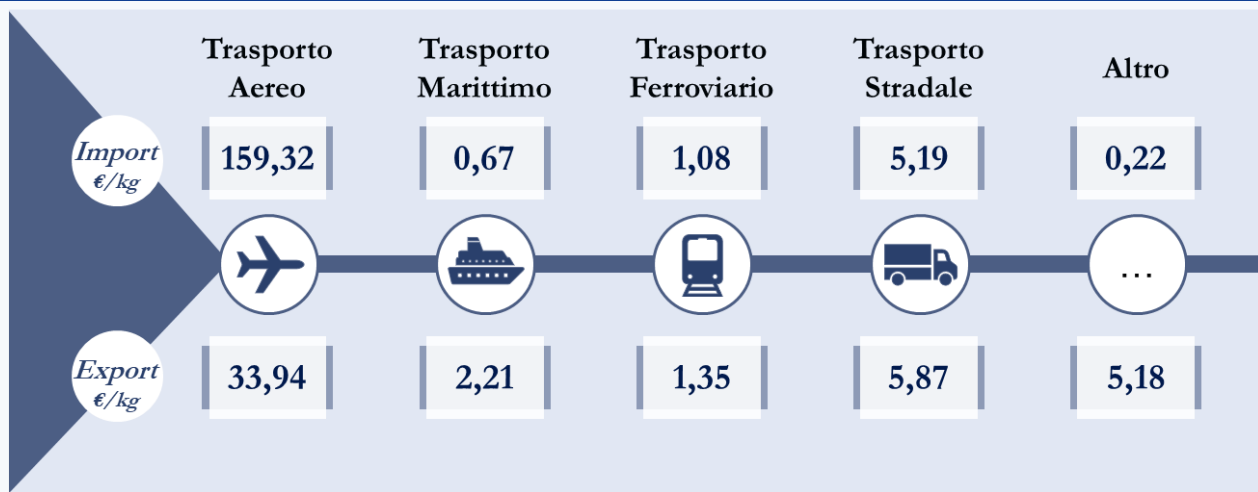 Trasporto
Aereo
Trasporto
Marittimo
Trasporto
Ferroviario
Trasporto
Stradale
Altro
Import
€/kg
159,32
0,67
1,08
5,19
0,22
...
Export
€/kg
33,94
2,21
1,35
5,87
5,18